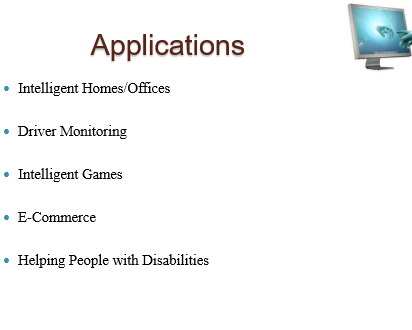 Applications
Intelligent Homes/Offices
Driver Monitoring
Intelligent Games
E-Commerce
Helping People with Disabilities